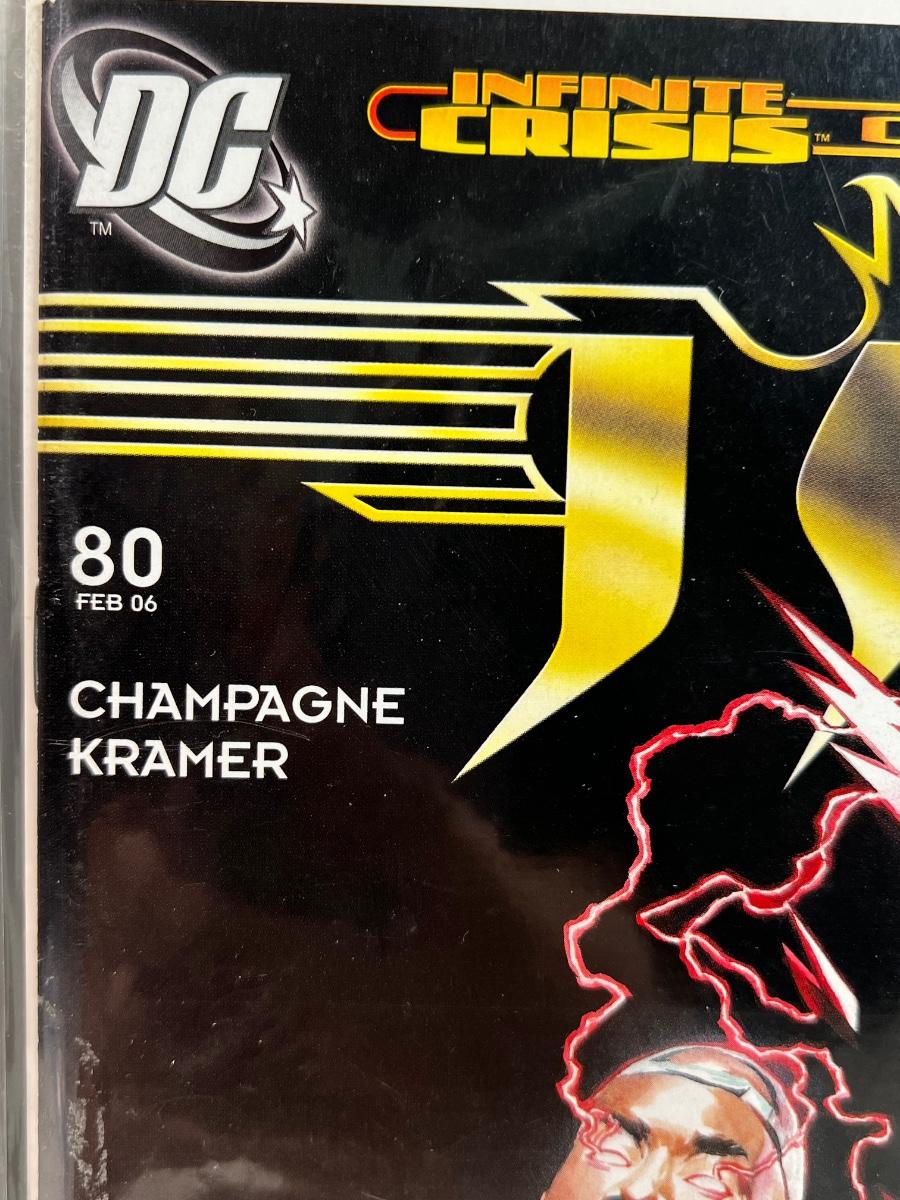 DC
TM
INFINITE
CRISIS TM
J
80
FEB 06
CHAMPAGNE
KRAMER